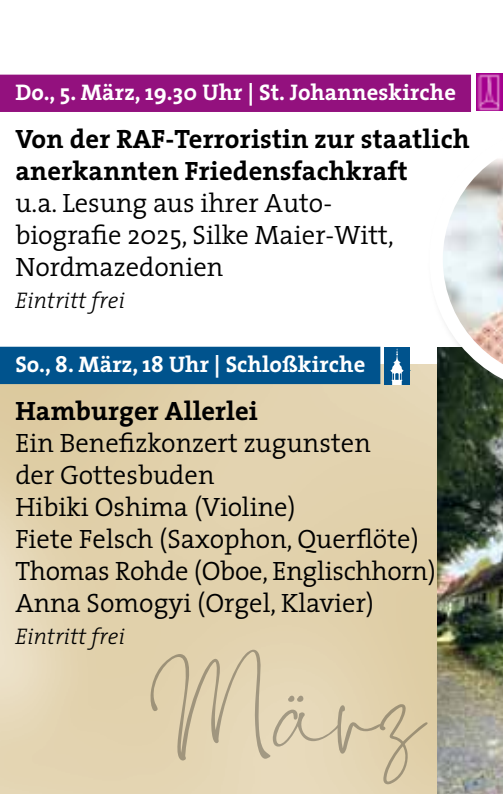 Do., 5. März, 19.30 Uhr | St. Johanneskirche
Von der RAF-Terroristin zur staatlich
anerkannten Friedensfachkraft
u.a. Lesung aus ihrer Auto-
biografie 2025, Silke Maier-Witt,
Nordmazedonien
Eintritt frei
So., 8. März, 18 Uhr | Schloßkirche
Hamburger Allerlei
Ein Benefizkonzert zugunsten
der Gottesbuden
Hibiki Oshima (Violine)
Fiete Felsch (Saxophon, Querflöte)
Thomas Rohde (Oboe, Englischhorn)
Anna Somogyi (Orgel, Klavier)
Eintritt frei
März